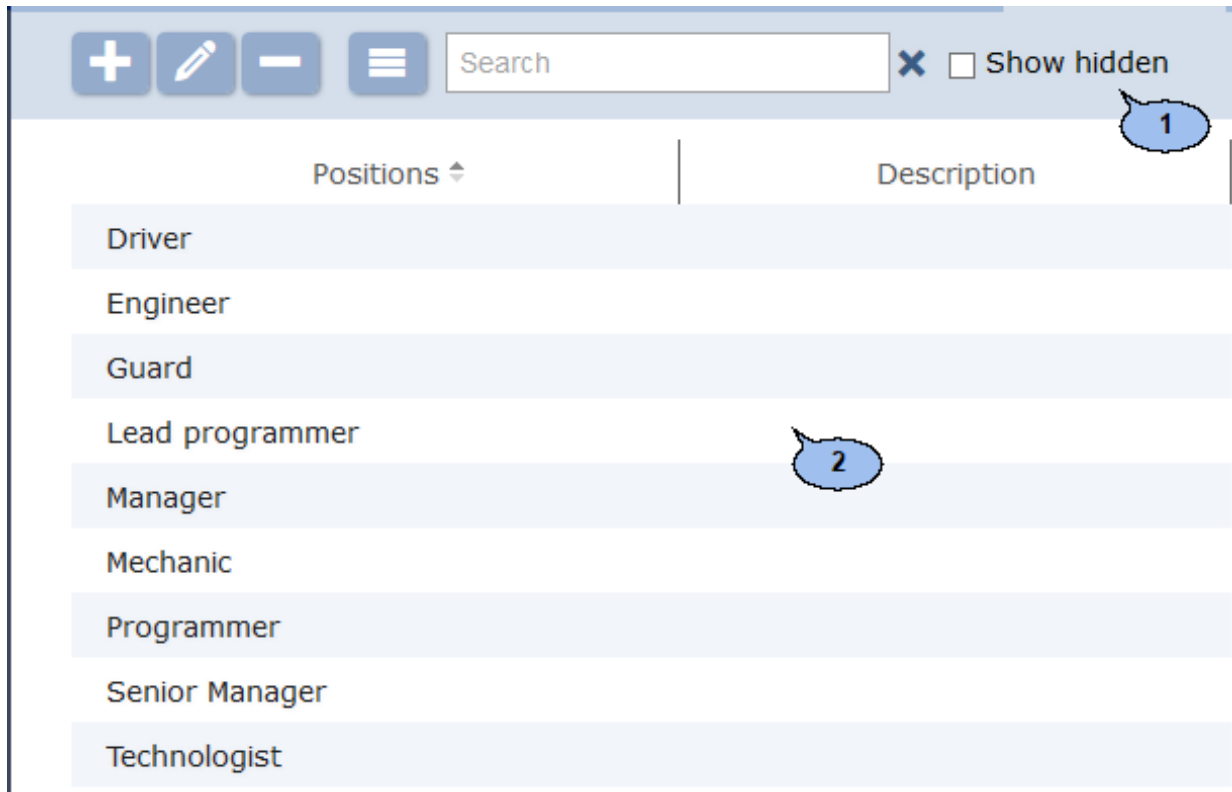 Search Show hidden
1
Positions Description
Driver
Engineer
Guard
Lead programmer
2
Manager
Mechanic
Programmer
Senior Manager
Technologist